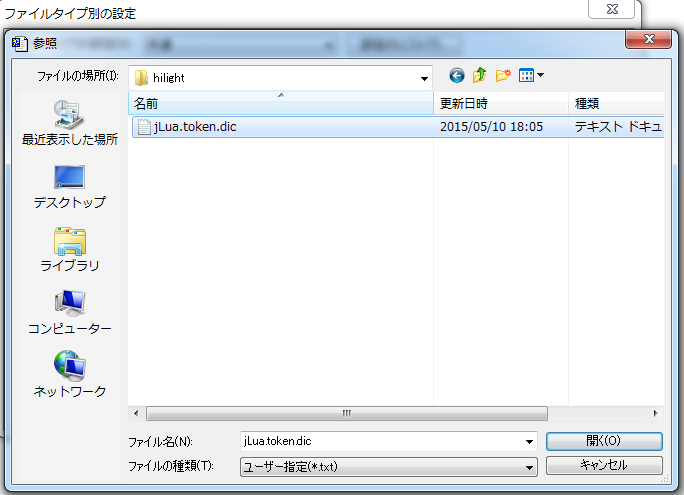 ファイルタイプ別の設定
参照
ファイルの場所(I):
hilight
名前
更新日時
種類
jLua.token.dic
2015/05/10 18:05
テキスト ドキュ
最近表示した場所
デスクトップ
ライブラリ
コンピューター
ネットワーク
ファイル名(N):
jLua.token.dic
開く(O)
ファイルの種類(T):
ユーザー指定(*.txt)
キャンセル